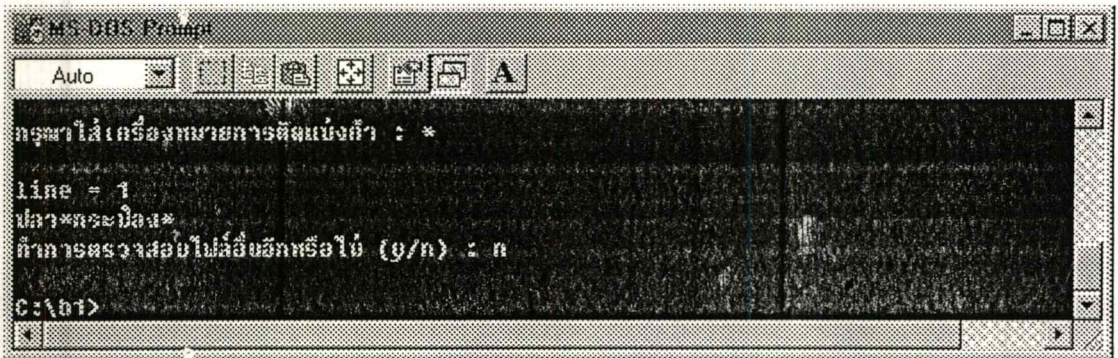 MS-DOS Prompt
Auto
A
กรุณาใส่เครื่องหมายการตัดแบ่งคำ : *
line = 1
ปลา*กระป๋อง*
ทำการตรวจสอบไฟล์อื่นอีกหรือไม่ (y/n) : n
C:\b1>